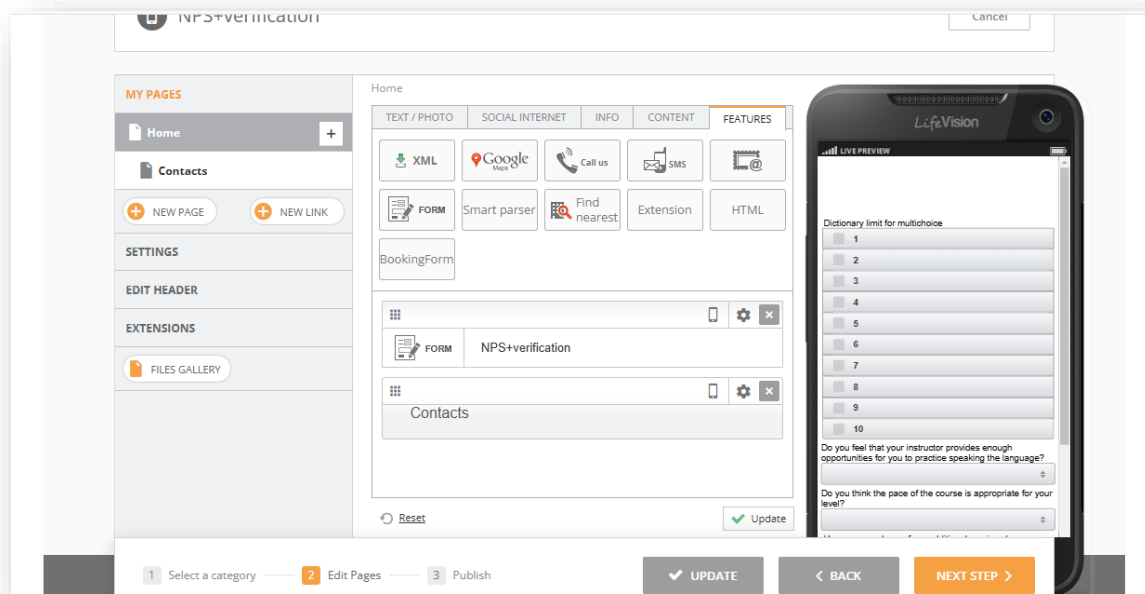 NPS+verification
Cancel
MY PAGES
Home
+
Contacts
NEW PAGE
NEW LINK
SETTINGS
EDIT HEADER
EXTENSIONS
FILES GALLERY
Home
TEXT / PHOTO
SOCIAL INTERNET
INFO
CONTENT
FEATURES
XML
Google
Maps
Call us
SMS
@
FORM
Smart parser
Find
nearest
Extension
HTML
BookingForm
FORM
NPS+verification
Contacts
Reset
Update
LifeVision
LIVE PREVIEW
Dictionary limit for multichoice
1
2
3
4
5
6
7
8
9
10
Do you feel that your instructor provides enough
opportunities for you to practice speaking the language?
Do you think the pace of the course is appropriate for your
level?
1 Select a category
2 Edit Pages
3 Publish
UPDATE
BACK
NEXT STEP